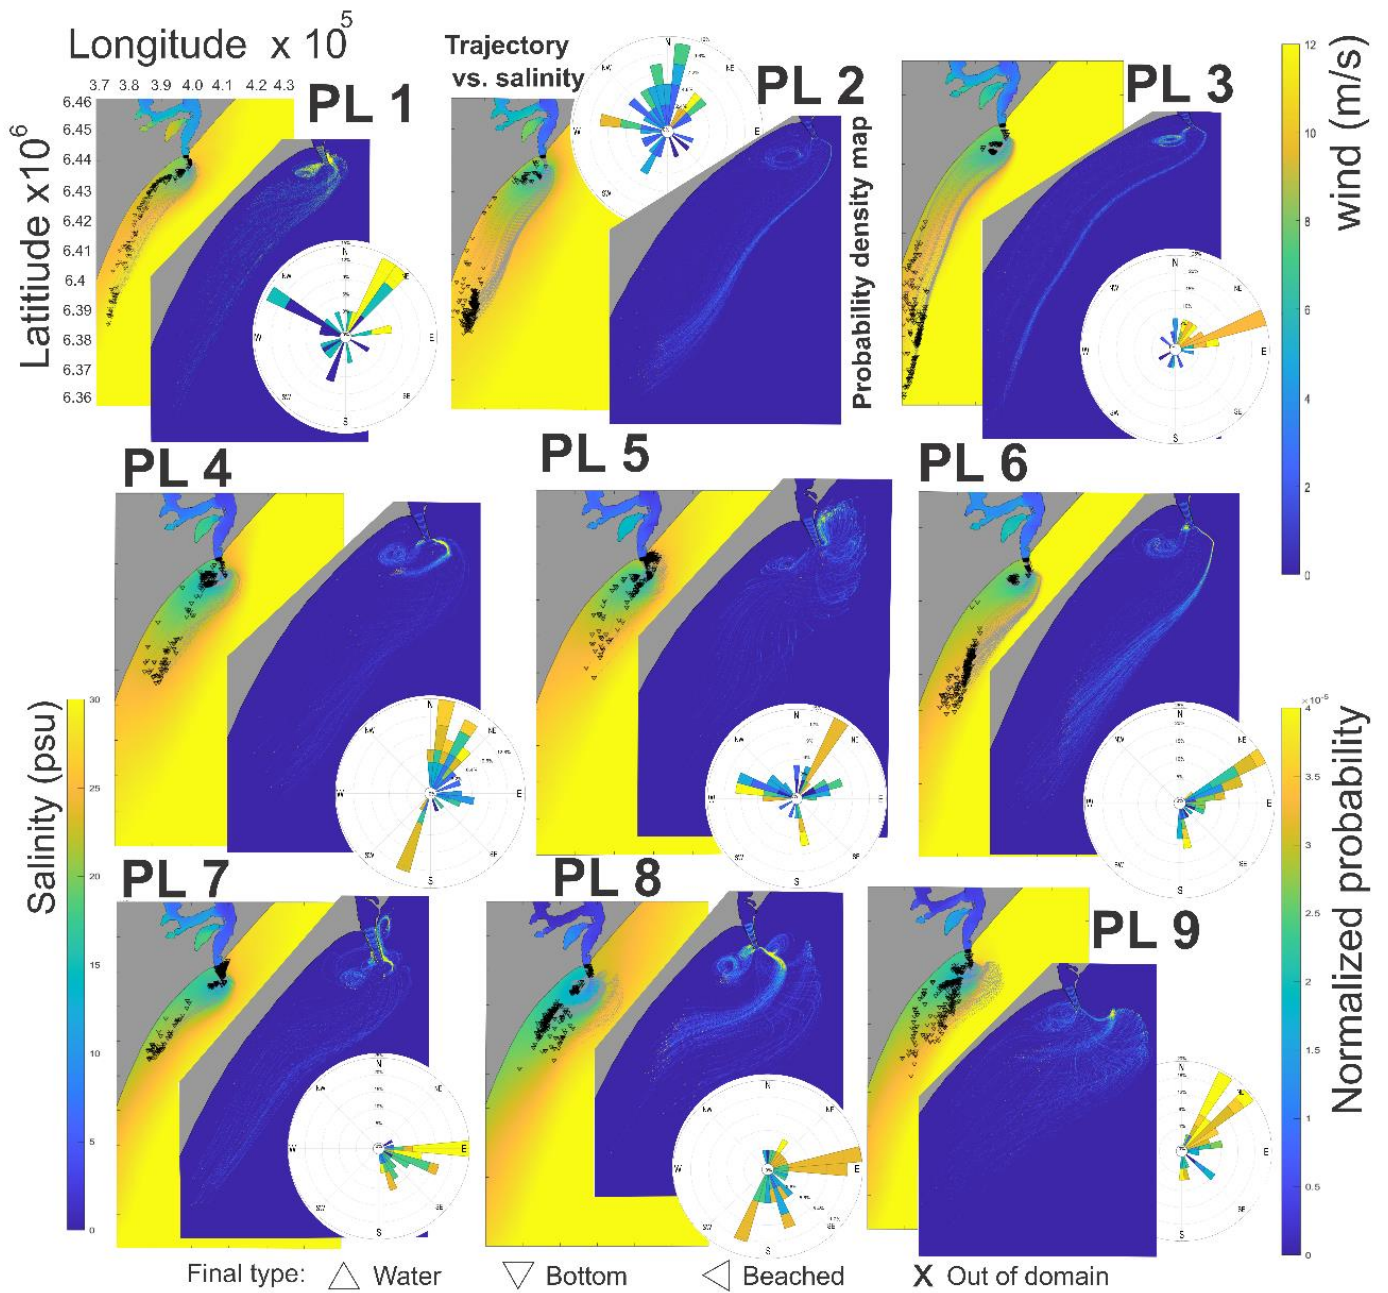 Longitude x 10^5
3.7 3.8 3.9 4.0 4.1 4.2 4.3
PL 1
Trajectory
vs. salinity
PL 2
PL 3
Latitiude x10^6
6.46
6.45
6.44
6.43
6.42
6.41
6.4
6.39
6.38
6.37
6.36
Probability density map
wind (m/s)
12
10
8
6
4
2
0
N
NE
E
SE
S
SW
W
NW
PL 4
PL 5
PL 6
Salinity (psu)
30
25
20
15
10
5
0
Normalized probability
×10^-5
4
3.5
3
2.5
2
1.5
1
0.5
0
PL 7
PL 8
PL 9
Final type: Water Bottom Beached X Out of domain